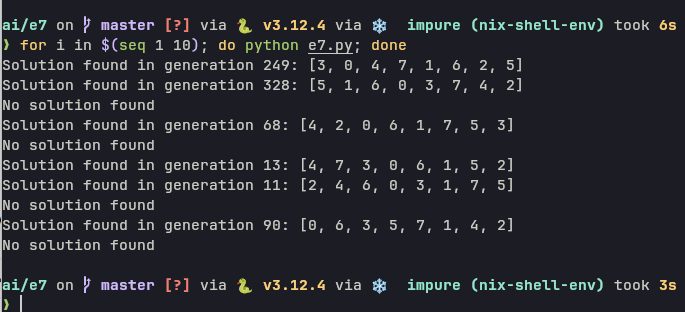 ai/e7 on master [?] via 🐍 v3.12.4 via ❄️ impure (nix-shell-env) took 6s
❯ for i in $(seq 1 10); do python e7.py; done
Solution found in generation 249: [3, 0, 4, 7, 1, 6, 2, 5]
Solution found in generation 328: [5, 1, 6, 0, 3, 7, 4, 2]
No solution found
Solution found in generation 68: [4, 2, 0, 6, 1, 7, 5, 3]
No solution found
Solution found in generation 13: [4, 7, 3, 0, 6, 1, 5, 2]
Solution found in generation 11: [2, 4, 6, 0, 3, 1, 7, 5]
No solution found
Solution found in generation 90: [0, 6, 3, 5, 7, 1, 4, 2]
No solution found
ai/e7 on master [?] via 🐍 v3.12.4 via ❄️ impure (nix-shell-env) took 3s
❯